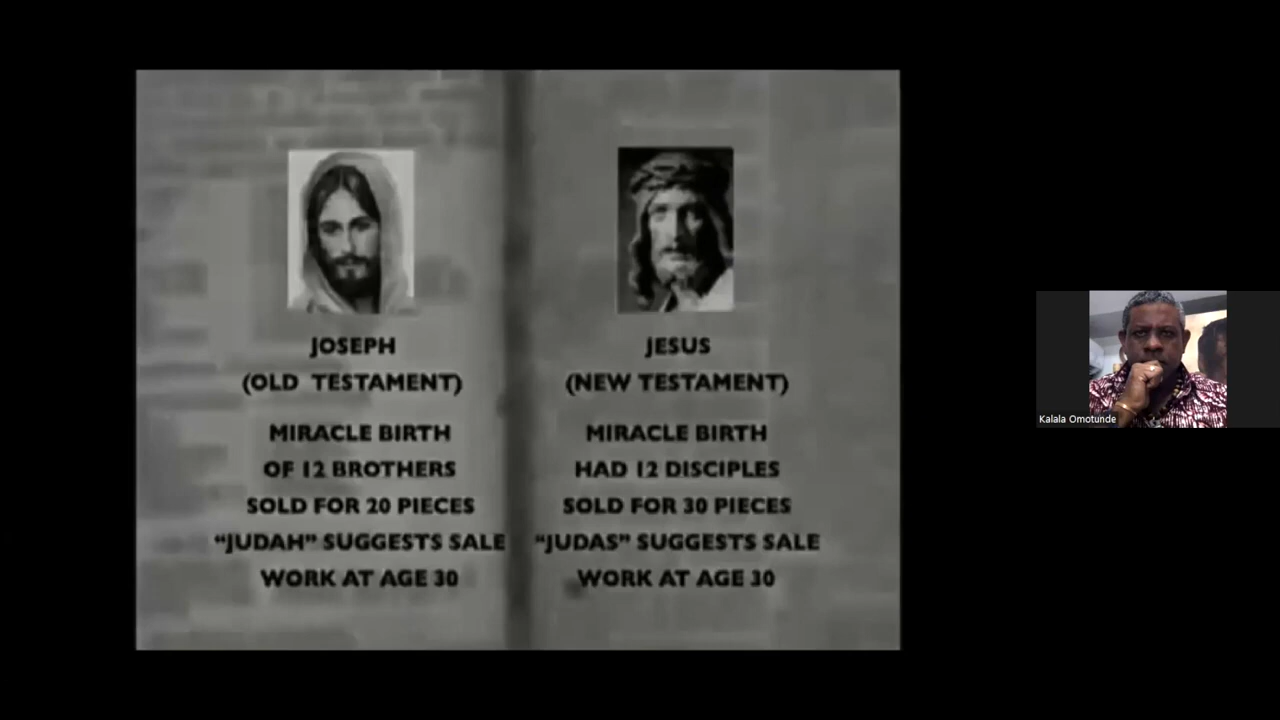 JOSEPH
(OLD TESTAMENT)
MIRACLE BIRTH
OF 12 BROTHERS
SOLD FOR 20 PIECES
“JUDAH” SUGGESTS SALE
WORK AT AGE 30
JESUS
(NEW TESTAMENT)
MIRACLE BIRTH
HAD 12 DISCIPLES
SOLD FOR 30 PIECES
“JUDAS” SUGGESTS SALE
WORK AT AGE 30
Kalala Omotunde